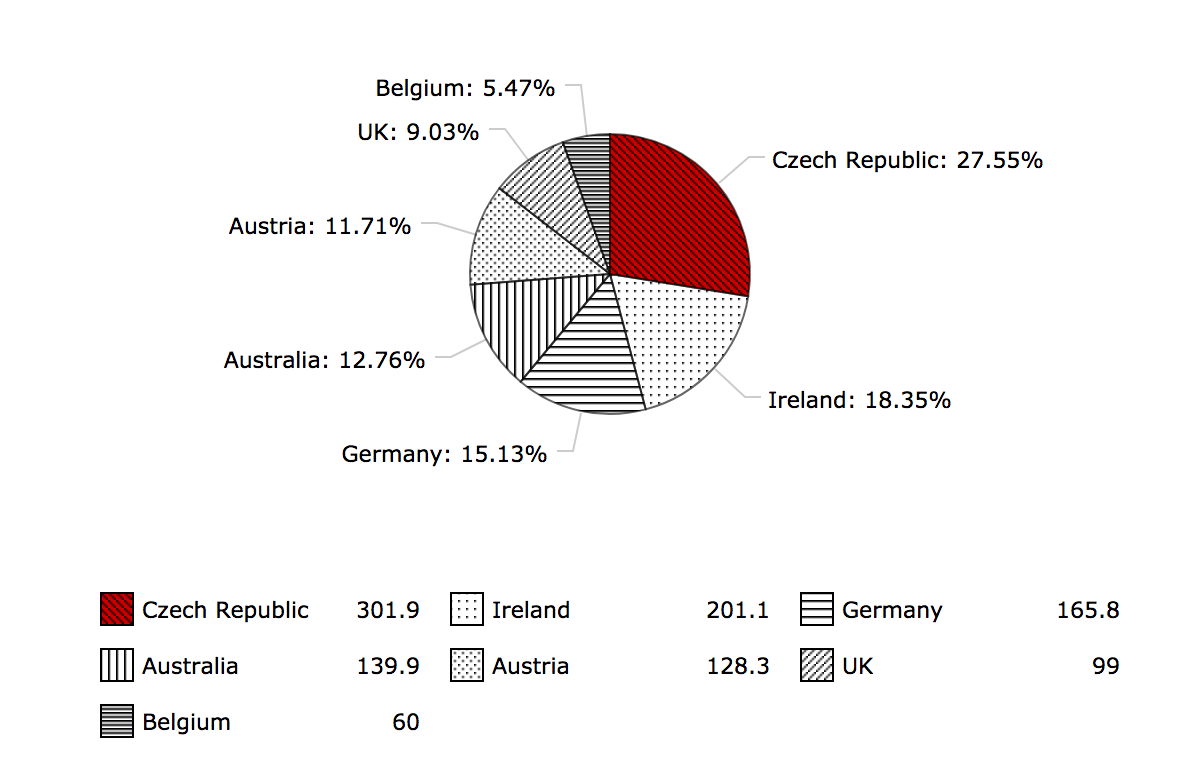 Belgium: 5.47%
UK: 9.03%
Czech Republic: 27.55%
Austria: 11.71%
Australia: 12.76%
Ireland: 18.35%
Germany: 15.13%
Czech Republic 301.9 Ireland 201.1 Germany 165.8
Australia 139.9 Austria 128.3 UK 99
Belgium 60